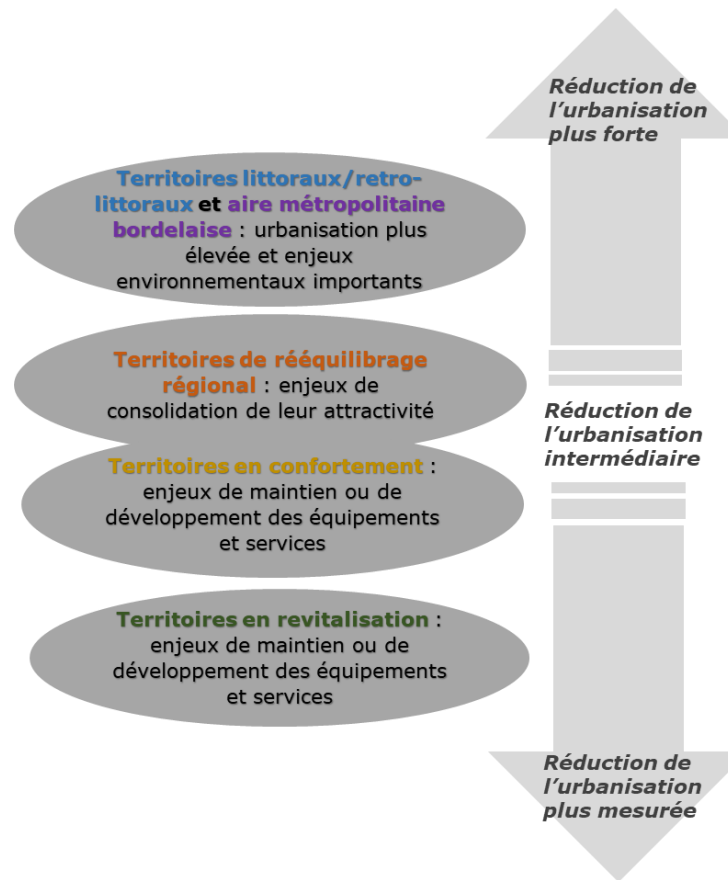 Réduction de
l’urbanisation
plus forte
Territoires littoraux/retro-
littoraux et aire métropolitaine
bordelaise : urbanisation plus
élevée et enjeux
environnementaux importants
Territoires de rééquilibrage
régional : enjeux de
consolidation de leur attractivité
Réduction de
l’urbanisation
intermédiaire
Territoires en confortement :
enjeux de maintien ou de
développement des équipements
et services
Territoires en revitalisation :
enjeux de maintien ou de
développement des équipements
et services
Réduction de
l’urbanisation
plus mesurée